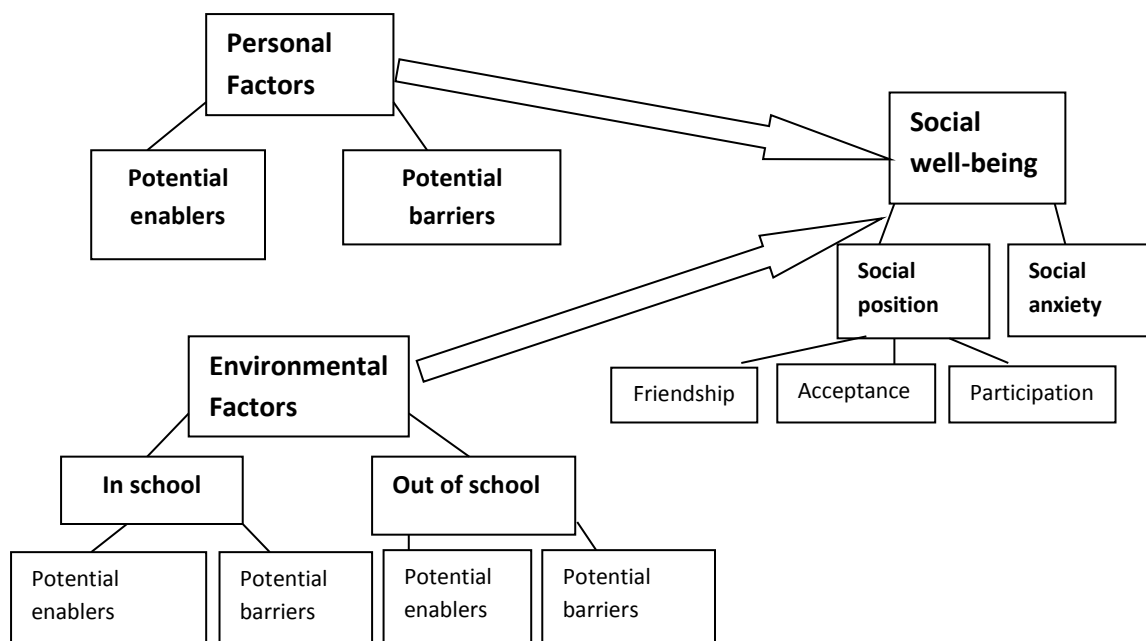 Personal
Factors
Potential
enablers
Potential
barriers
Social
well-being
Social
position
Social
anxiety
Friendship
Acceptance
Participation
Environmental
Factors
In school
Out of school
Potential
enablers
Potential
barriers
Potential
enablers
Potential
barriers